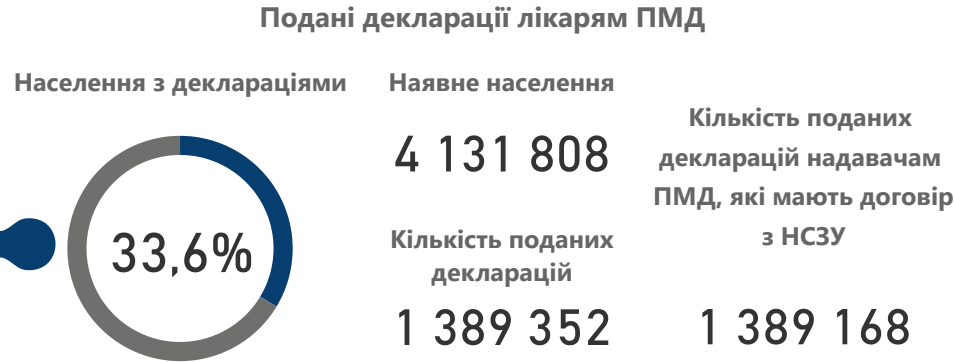 Подані декларації лікарям ПМД
Населення з деклараціями
33,6%
Наявне населення
4 131 808
Кількість поданих
декларацій
1 389 352
Кількість поданих
декларацій надавачам
ПМД, які мають договір
з НСЗУ
1 389 168